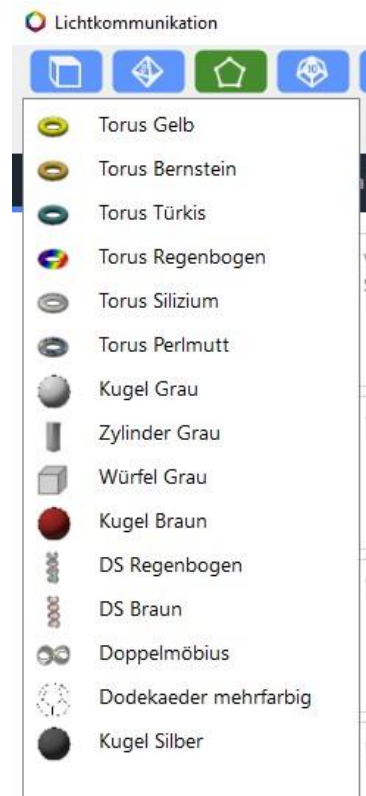 Lichtkommunikation
Torus Gelb
Torus Bernstein
Torus Türkis
Torus Regenbogen
Torus Silizium
Torus Perlmutt
Kugel Grau
Zylinder Grau
Würfel Grau
Kugel Braun
DS Regenbogen
DS Braun
Doppelmöbius
Dodekaeder mehrfarbig
Kugel Silber